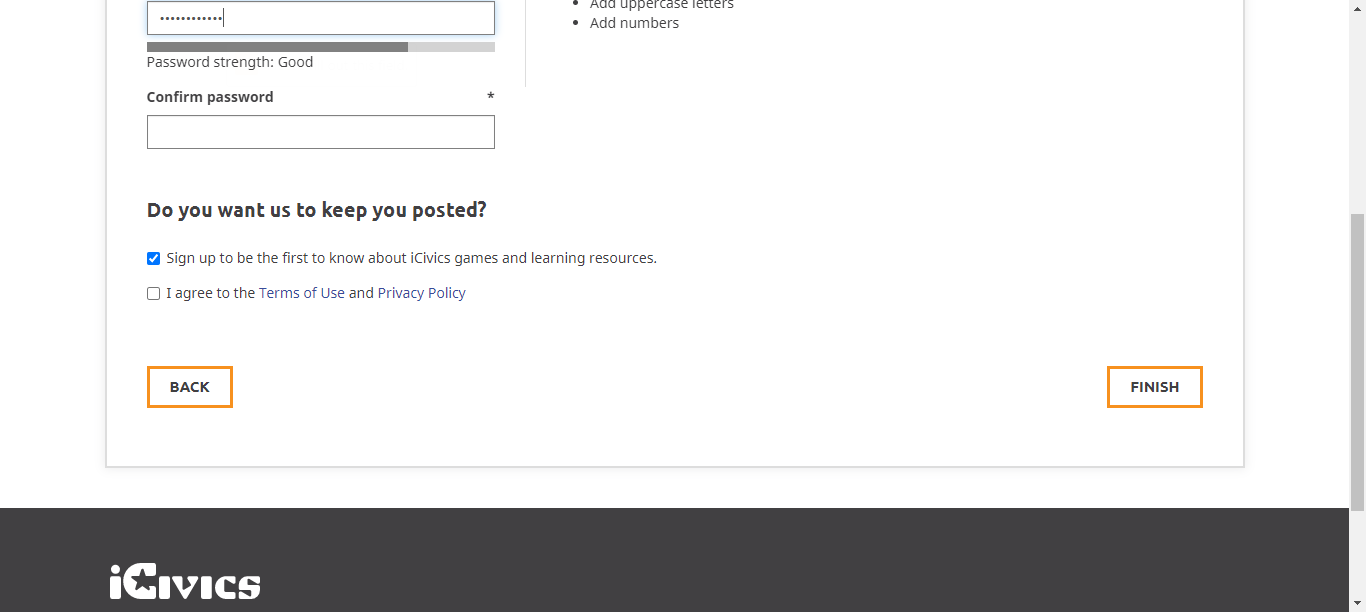 Add uppercase letters
••••••••••••
Add numbers
Password strength: Good
Confirm password *
Do you want us to keep you posted?
Sign up to be the first to know about iCivics games and learning resources.
I agree to the Terms of Use and Privacy Policy
BACK
FINISH
iCivics